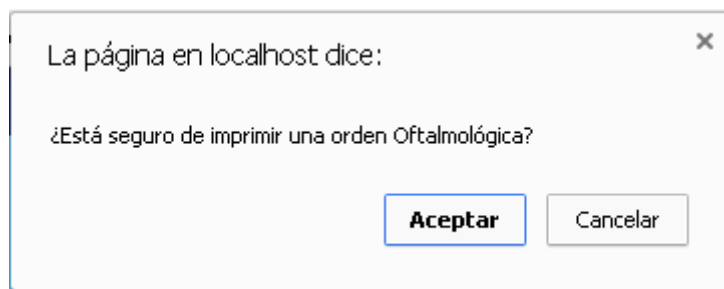 La página en localhost dice:
¿Está seguro de imprimir una orden Oftalmológica?
Aceptar
Cancelar